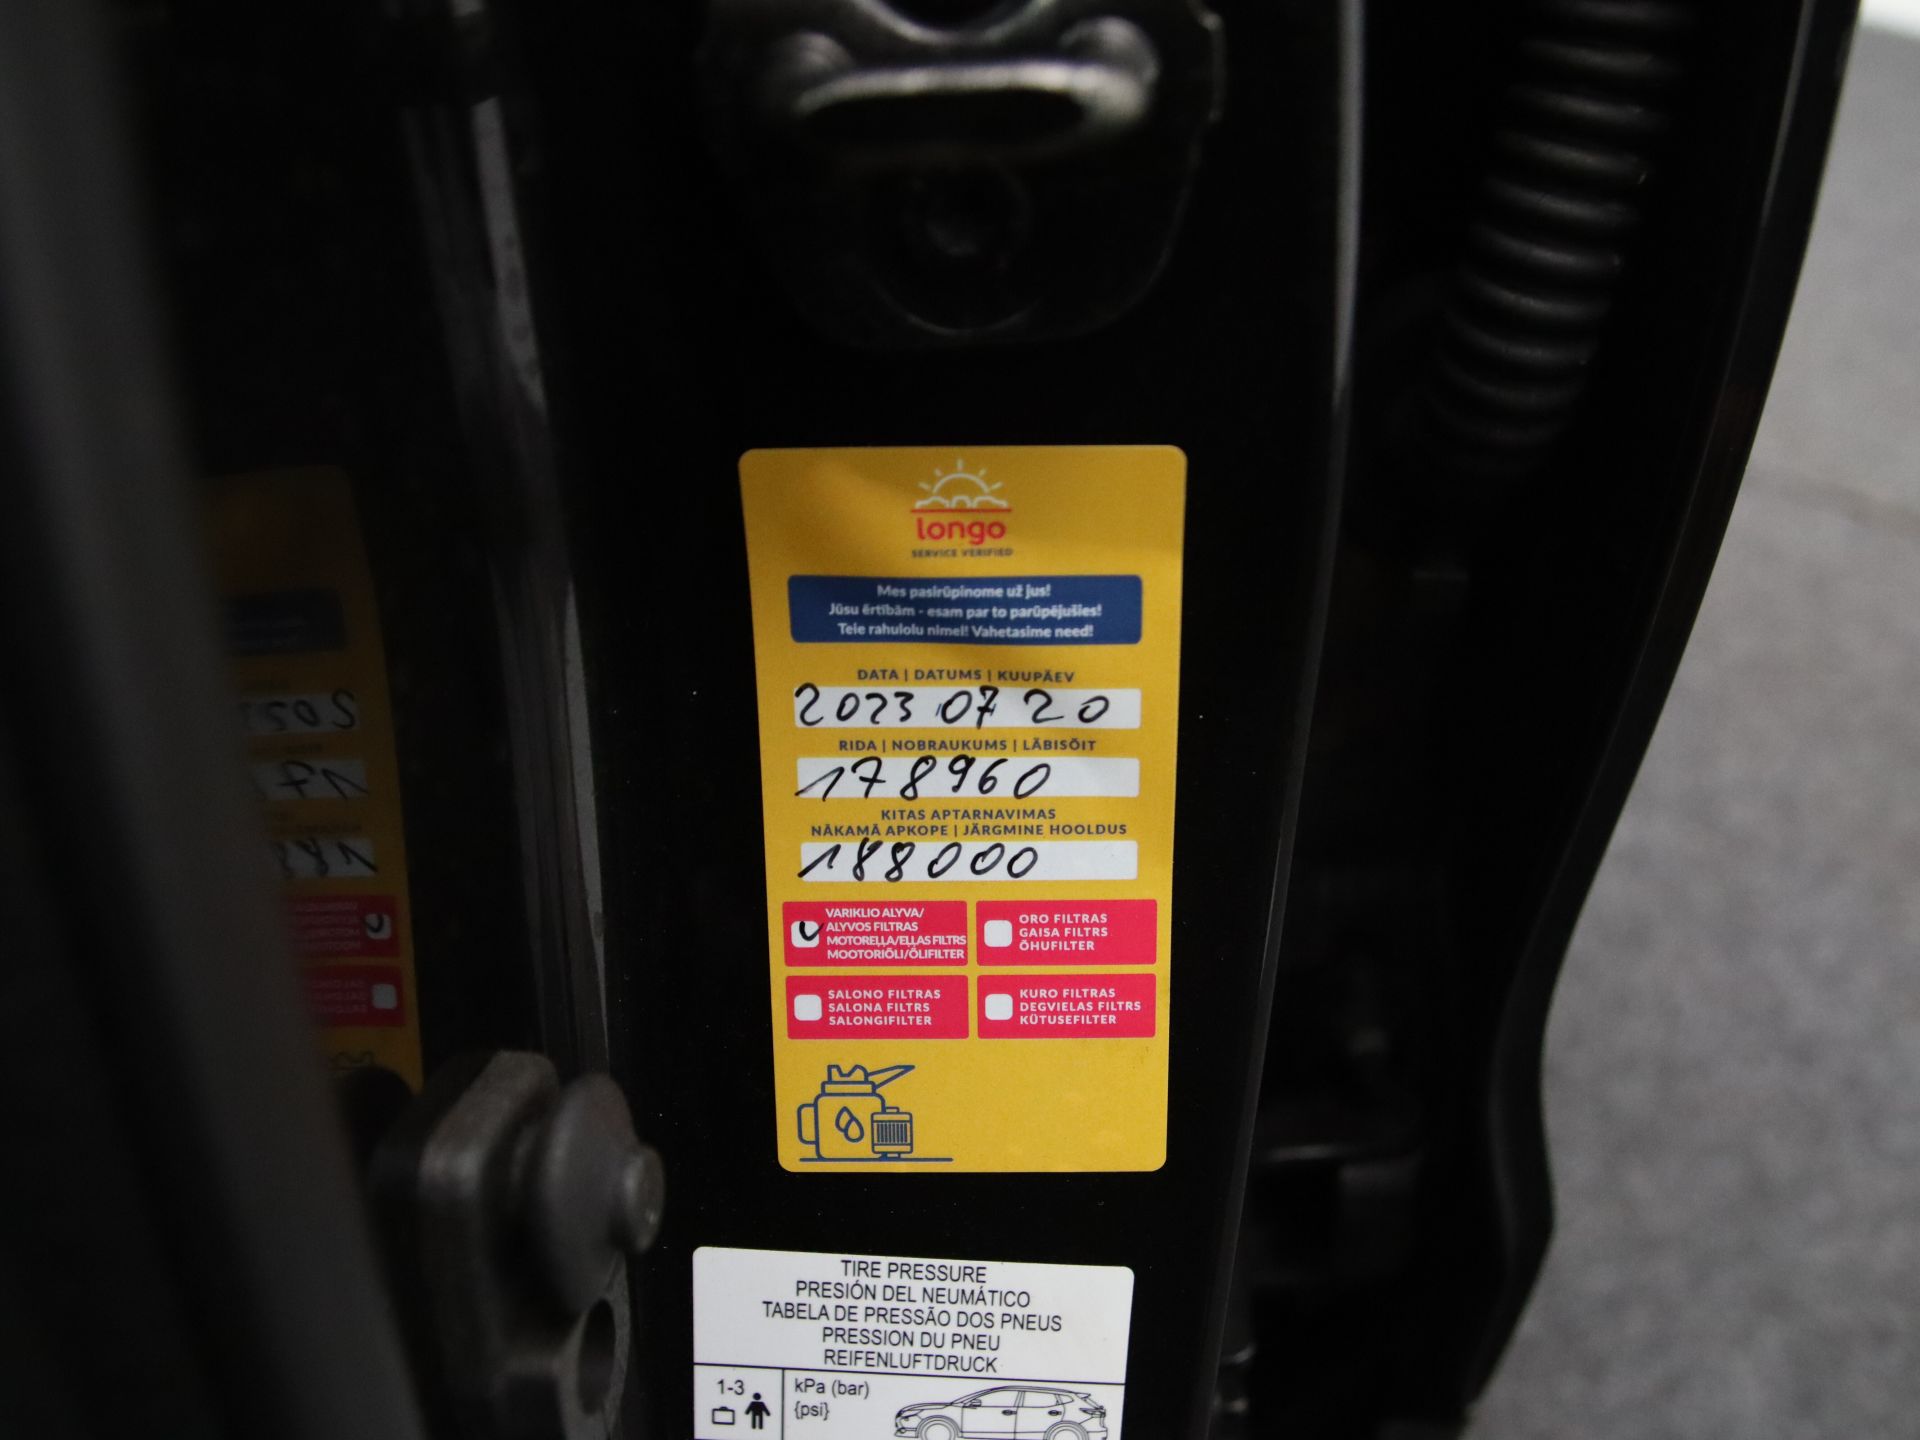 longo
SERVICE VERIFIED
Mes pasirūpinome už jus!
Jūsu ērtībām - esam par to parūpējušies!
Teie rahulolu nimel! Vahetasime need!
DATA | DATUMS | KUUPÄEV
2023 07 20
RIDA | NOBRAUKUMS | LÄBISÕIT
178960
KITAS APTARNAVIMAS
NĀKAMĀ APKOPE | JÄRGMINE HOOLDUS
188000
VARIKLIO ALYVA/
ALYVOS FILTRAS
MOTOREĻĻA/EĻĻAS FILTRS
MOOTORIÕLI/ÕLIFILTER
ORO FILTRAS
GAISA FILTRS
ÕHUFILTER
SALONO FILTRAS
SALONA FILTRS
SALONGIFILTER
KURO FILTRAS
DEGVIELAS FILTRS
KÜTUSEFILTER
TIRE PRESSURE
PRESIÓN DEL NEUMÁTICO
TABELA DE PRESSÃO DOS PNEUS
PRESSION DU PNEU
REIFENLUFTDRUCK
1-3
kPa (bar)
{psi}